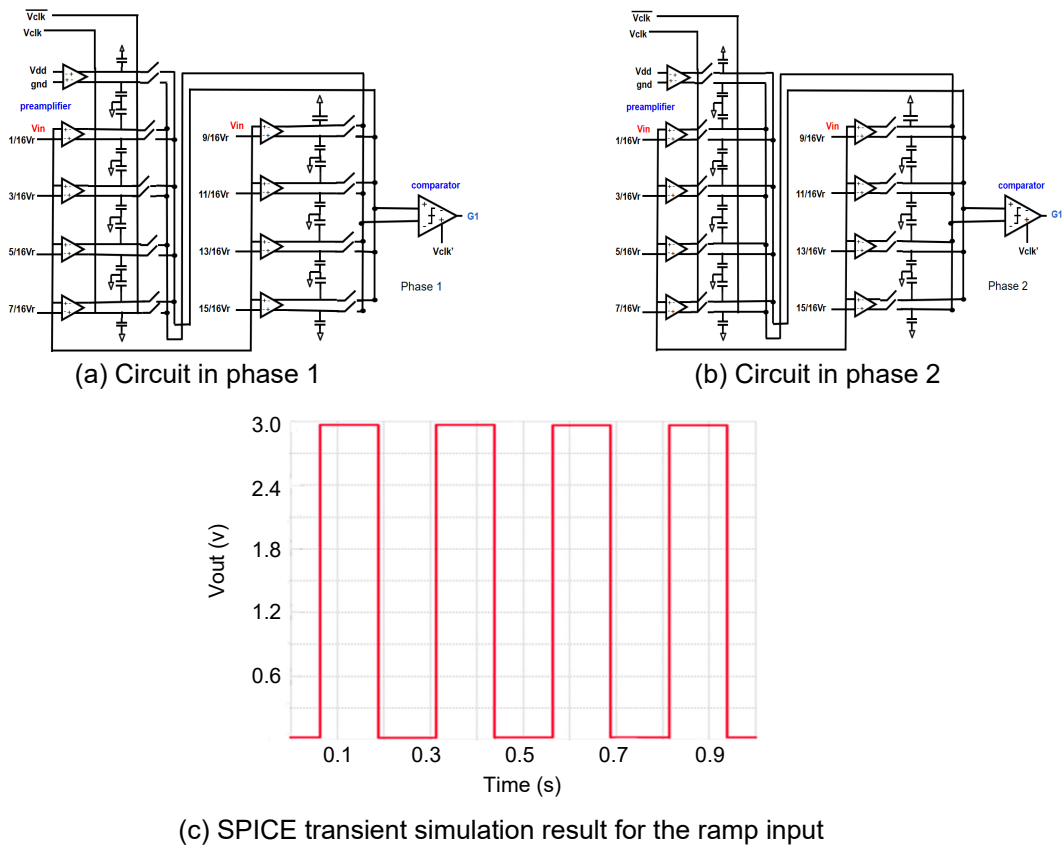 Vclk
Vclk
Vdd
gnd
preamplifier
Vin
1/16Vr
3/16Vr
5/16Vr
7/16Vr
Vin
9/16Vr
11/16Vr
13/16Vr
15/16Vr
comparator
G1
Vclk'
Phase 1
(a) Circuit in phase 1
Vclk
Vclk
Vdd
gnd
preamplifier
Vin
1/16Vr
3/16Vr
5/16Vr
7/16Vr
Vin
9/16Vr
11/16Vr
13/16Vr
15/16Vr
comparator
G1
Vclk'
Phase 2
(b) Circuit in phase 2
3.0
2.4
1.8
1.2
0.6
Vout (v)
0.1 0.3 0.5 0.7 0.9
Time (s)
(c) SPICE transient simulation result for the ramp input